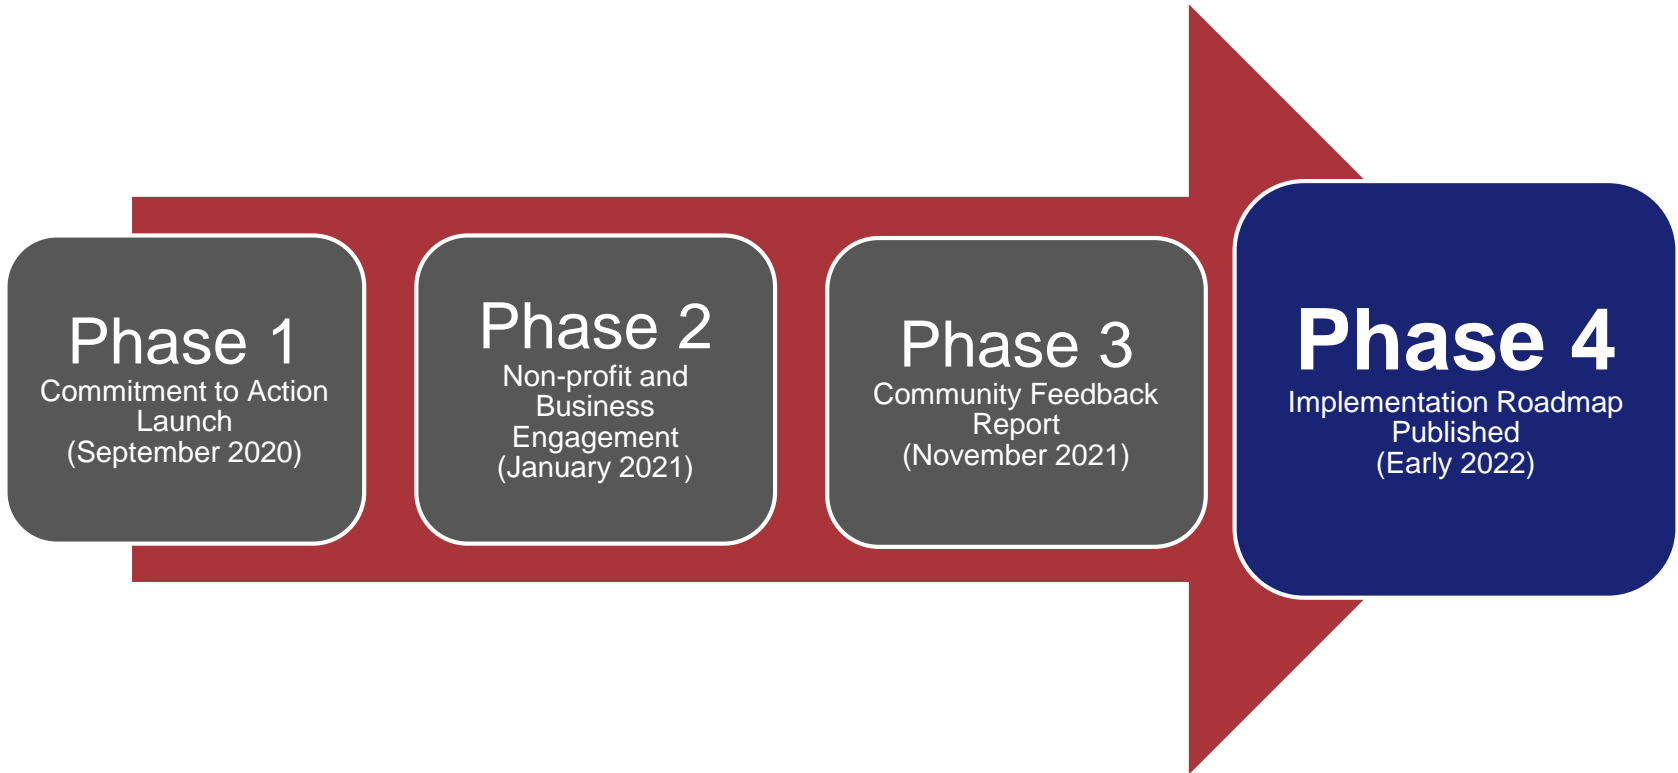 Phase 1
Commitment to Action
Launch
(September 2020)
Phase 2
Non-profit and
Business
Engagement
(January 2021)
Phase 3
Community Feedback
Report
(November 2021)
Phase 4
Implementation Roadmap
Published
(Early 2022)